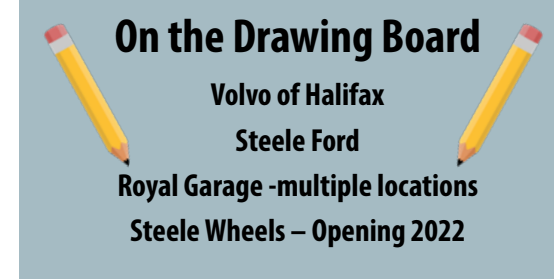 On the Drawing Board
Volvo of Halifax
Steele Ford
Royal Garage -multiple locations
Steele Wheels – Opening 2022